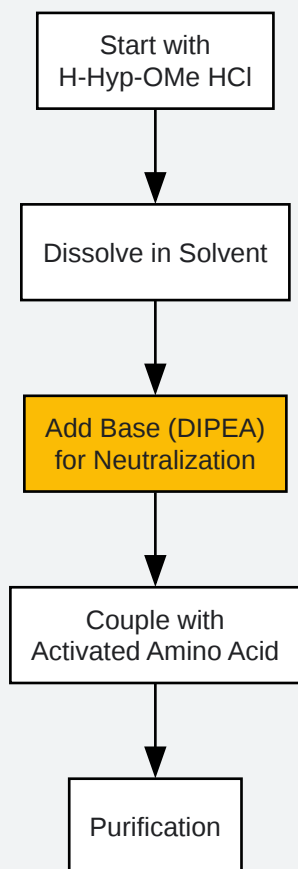 Start with
H-Hyp-OMe HCl
Dissolve in Solvent
Add Base (DIPEA)
for Neutralization
Couple with
Activated Amino Acid
Purification